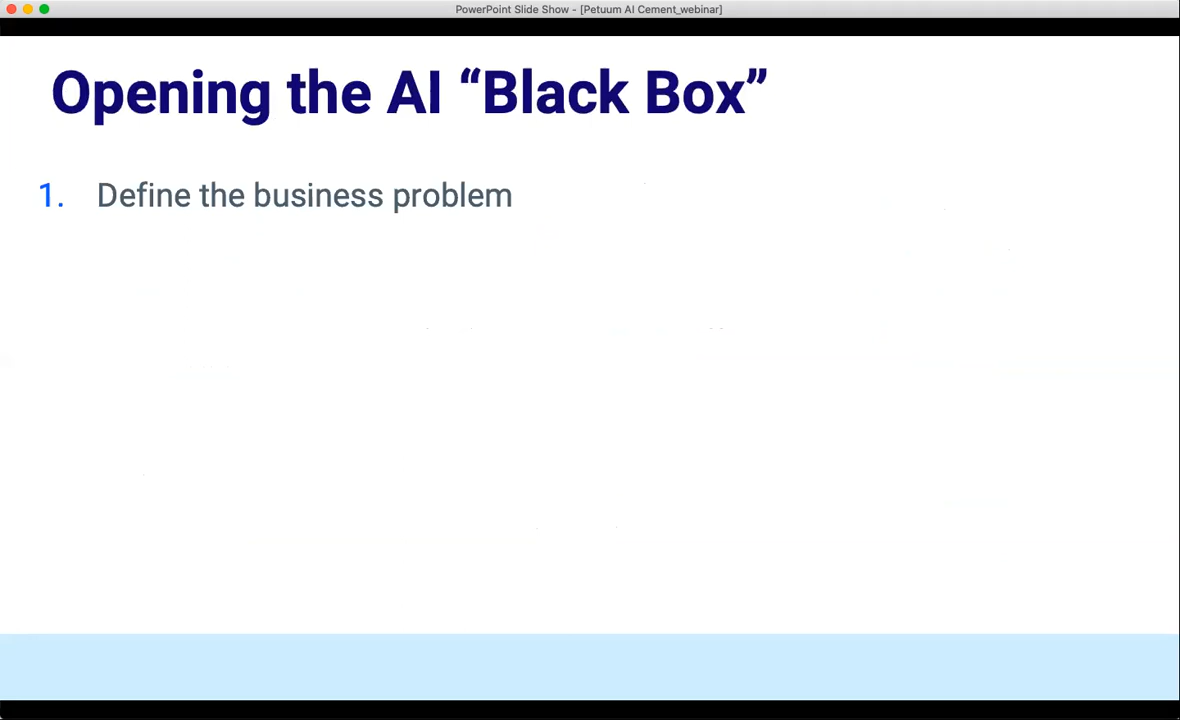 PowerPoint Slide Show - [Petuum AI Cement_webinar]
Opening the AI “Black Box”
1. Define the business problem